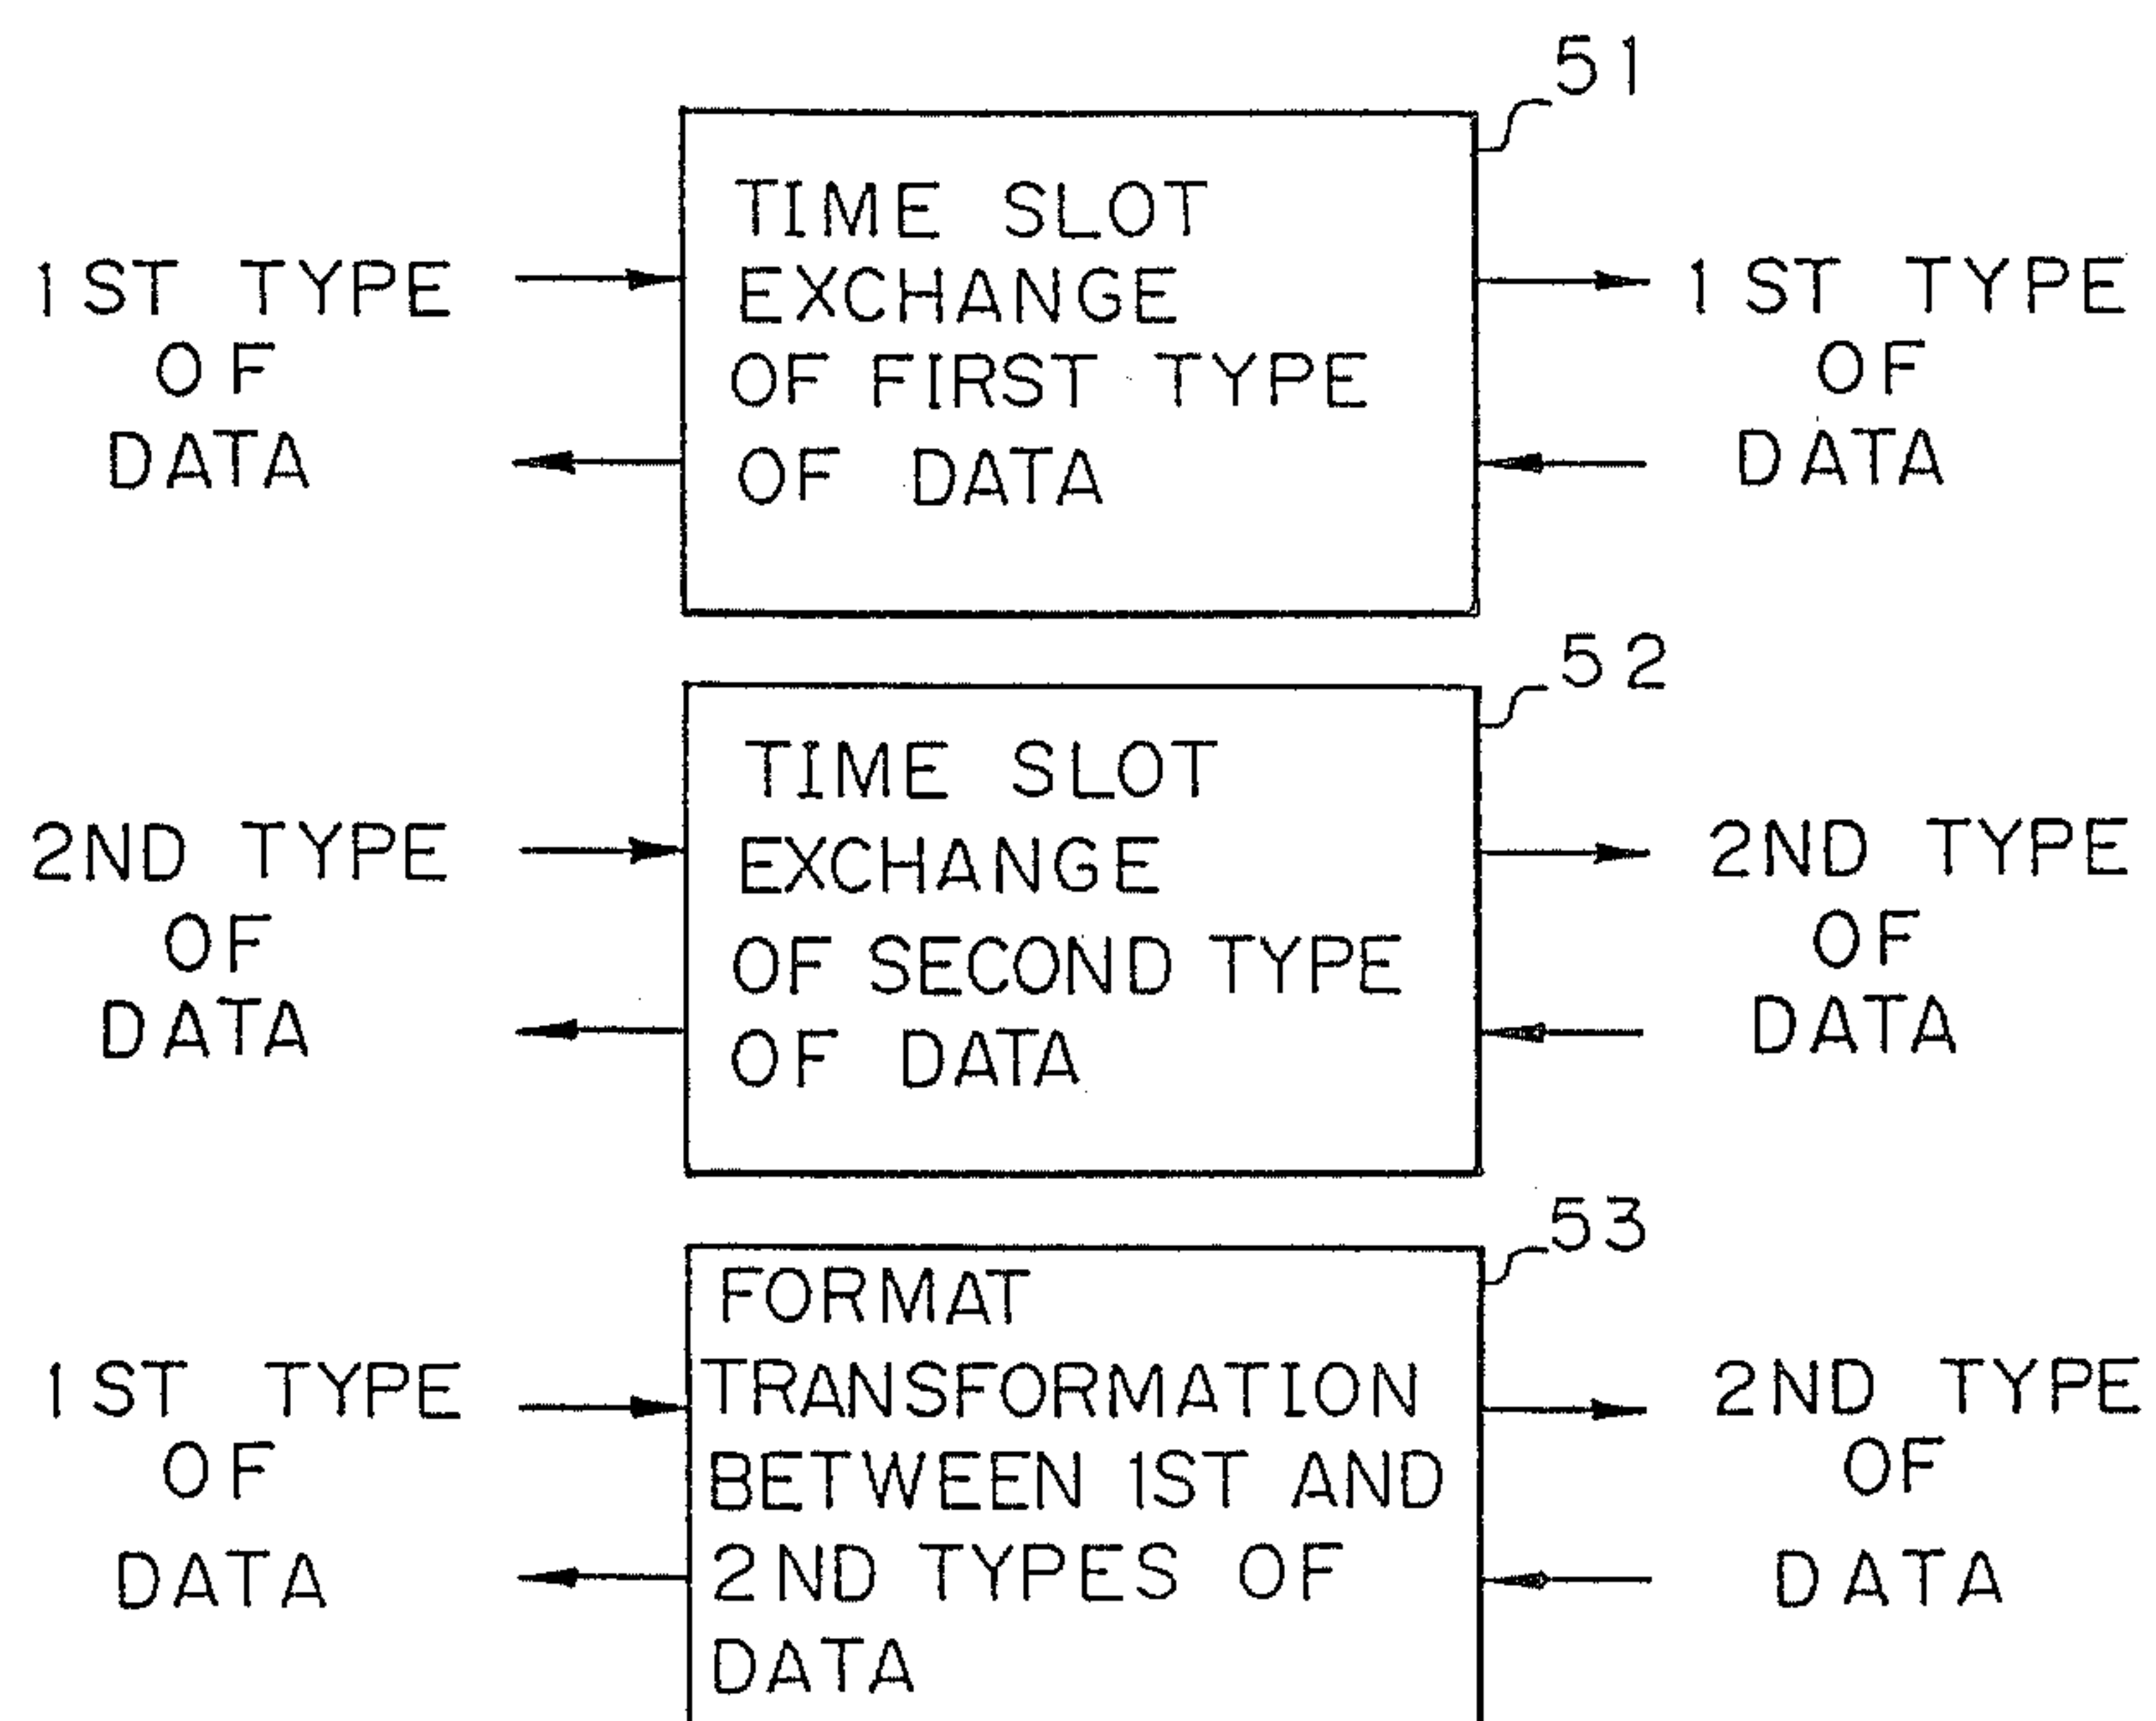 51
1ST TYPE
OF
DATA
TIME SLOT
EXCHANGE
OF FIRST TYPE
OF DATA
1ST TYPE
OF
DATA
52
2ND TYPE
OF
DATA
TIME SLOT
EXCHANGE
OF SECOND TYPE
OF DATA
2ND TYPE
OF
DATA
53
1ST TYPE
OF
DATA
FORMAT
TRANSFORMATION
BETWEEN 1ST AND
2ND TYPES OF
DATA
2ND TYPE
OF
DATA